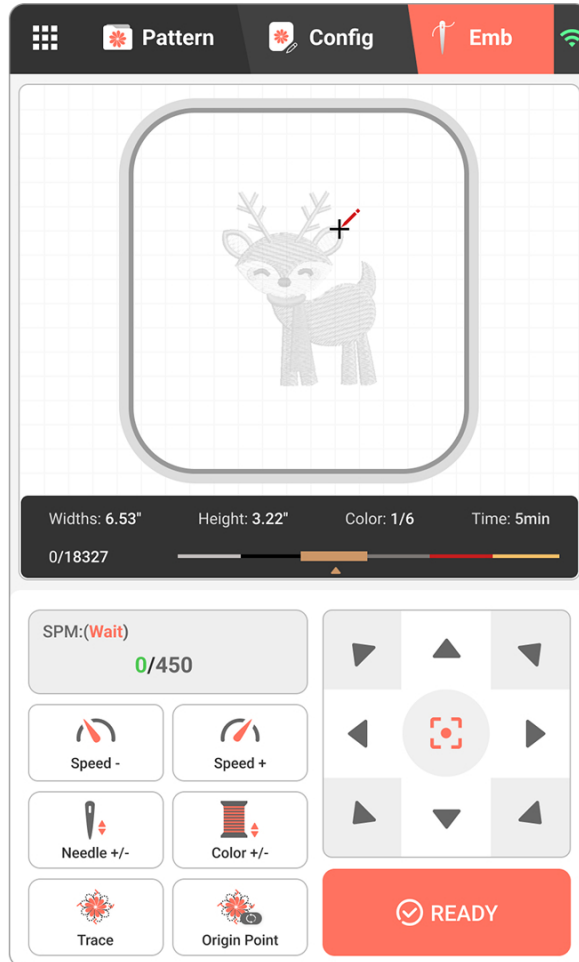 Pattern Config Emb
Widths: 6.53" Height: 3.22" Color: 1/6 Time: 5min
0/18327
SPM:(Wait)
0/450
Speed - Speed +
Needle +/- Color +/-
Trace Origin Point
READY